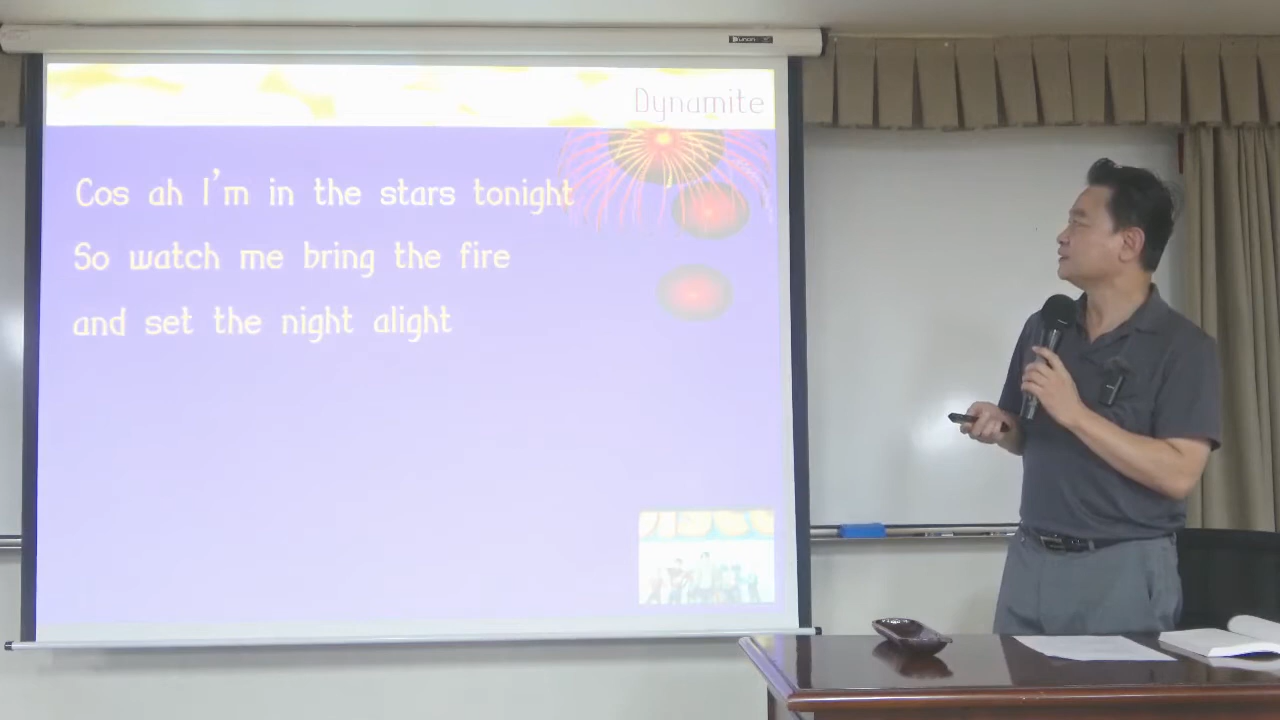 Dynamite
Cos ah I'm in the stars tonight
So watch me bring the fire
and set the night alight